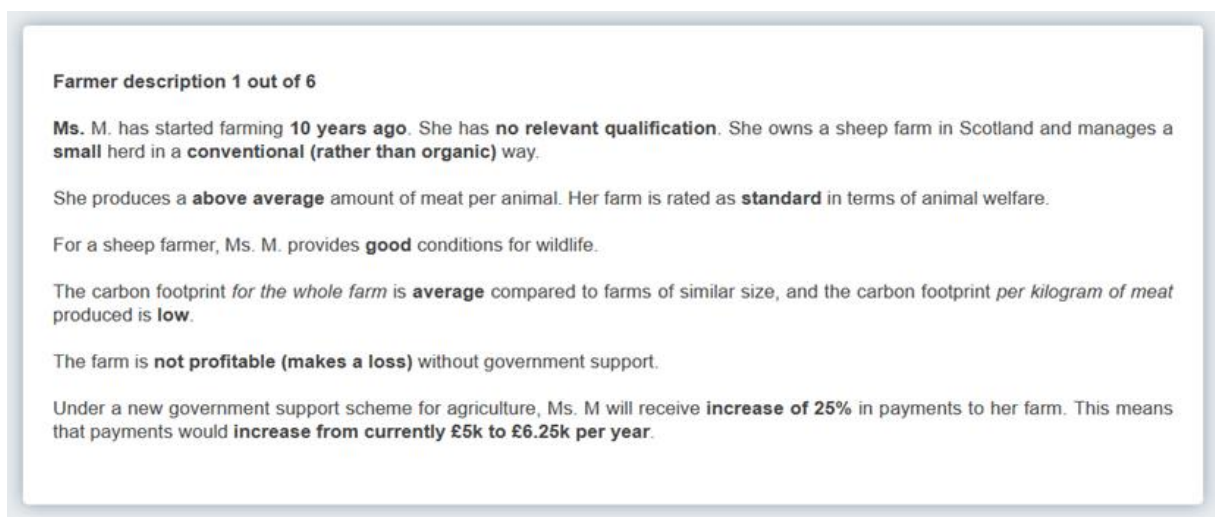 Farmer description 1 out of 6
Ms. M. has started farming 10 years ago. She has no relevant qualification. She owns a sheep farm in Scotland and manages a
small herd in a conventional (rather than organic) way.
She produces a above average amount of meat per animal. Her farm is rated as standard in terms of animal welfare.
For a sheep farmer, Ms. M. provides good conditions for wildlife.
The carbon footprint for the whole farm is average compared to farms of similar size, and the carbon footprint per kilogram of meat
produced is low.
The farm is not profitable (makes a loss) without government support.
Under a new government support scheme for agriculture, Ms. M will receive increase of 25% in payments to her farm. This means
that payments would increase from currently £5k to £6.25k per year.